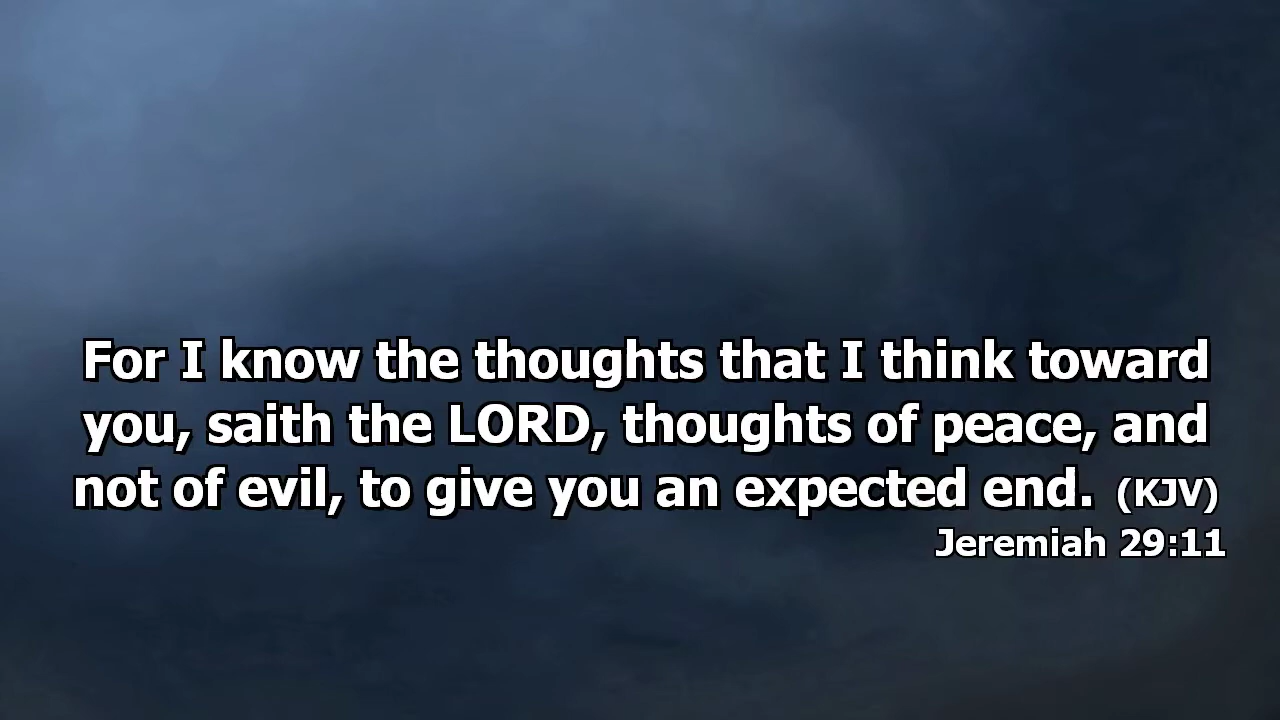 For I know the thoughts that I think toward
you, saith the LORD, thoughts of peace, and
not of evil, to give you an expected end. (KJV)
Jeremiah 29:11